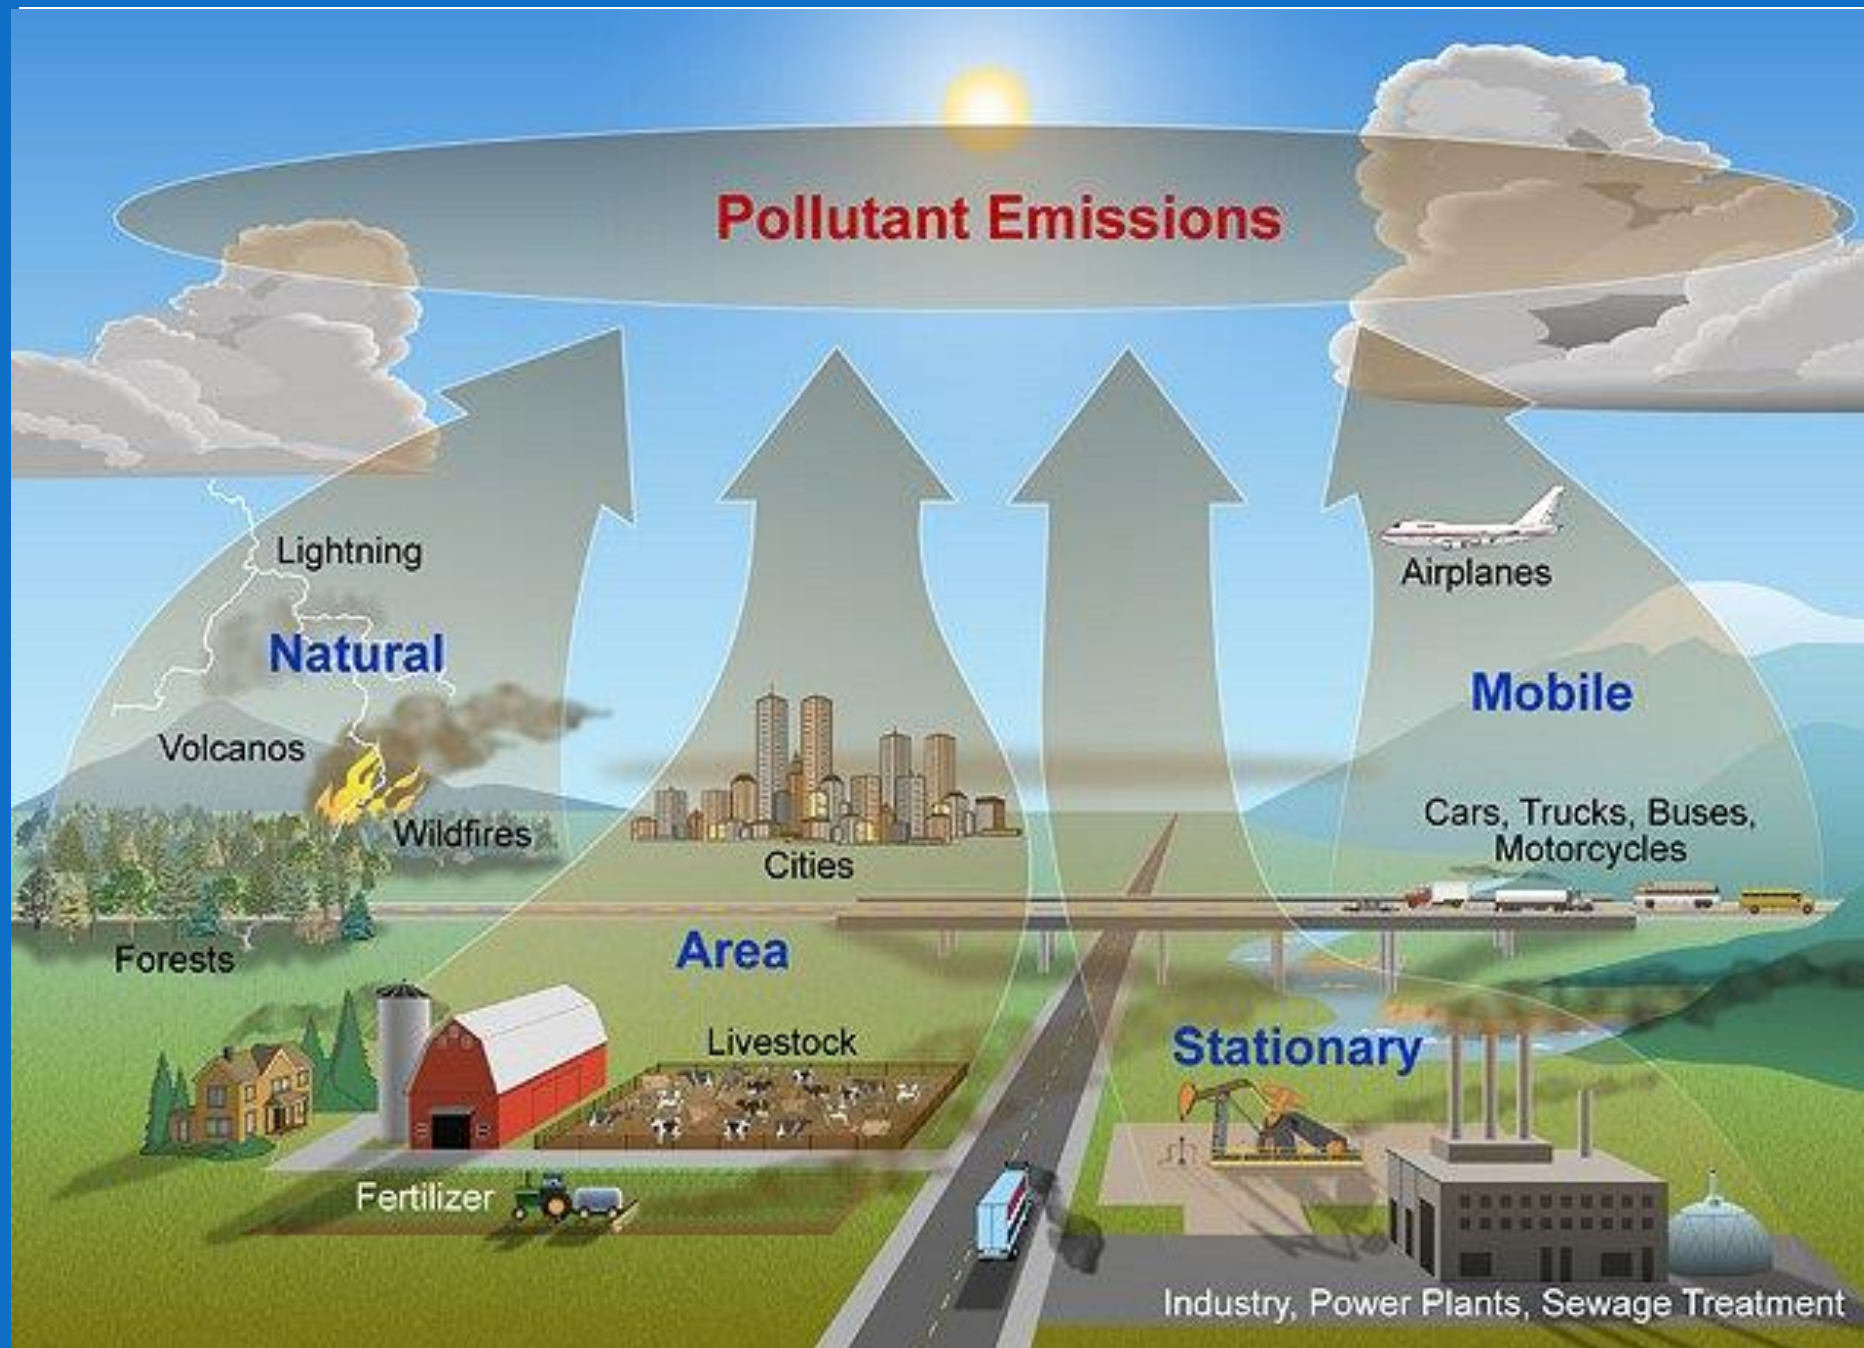 Pollutant Emissions
Lightning
Natural
Volcanos
Wildfires
Forests
Cities
Area
Livestock
Fertilizer
Airplanes
Mobile
Cars, Trucks, Buses,
Motorcycles
Stationary
Industry, Power Plants, Sewage Treatment